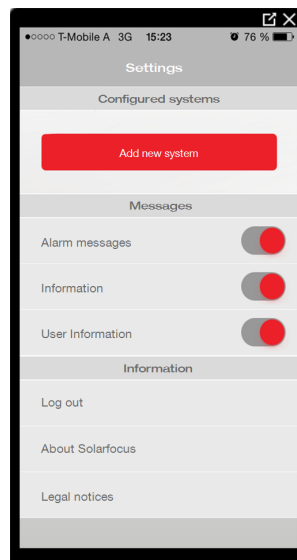 T-Mobile A 3G 15:23 76 %
Settings
Configured systems
Add new system
Messages
Alarm messages
Information
User Information
Information
Log out
About Solarfocus
Legal notices